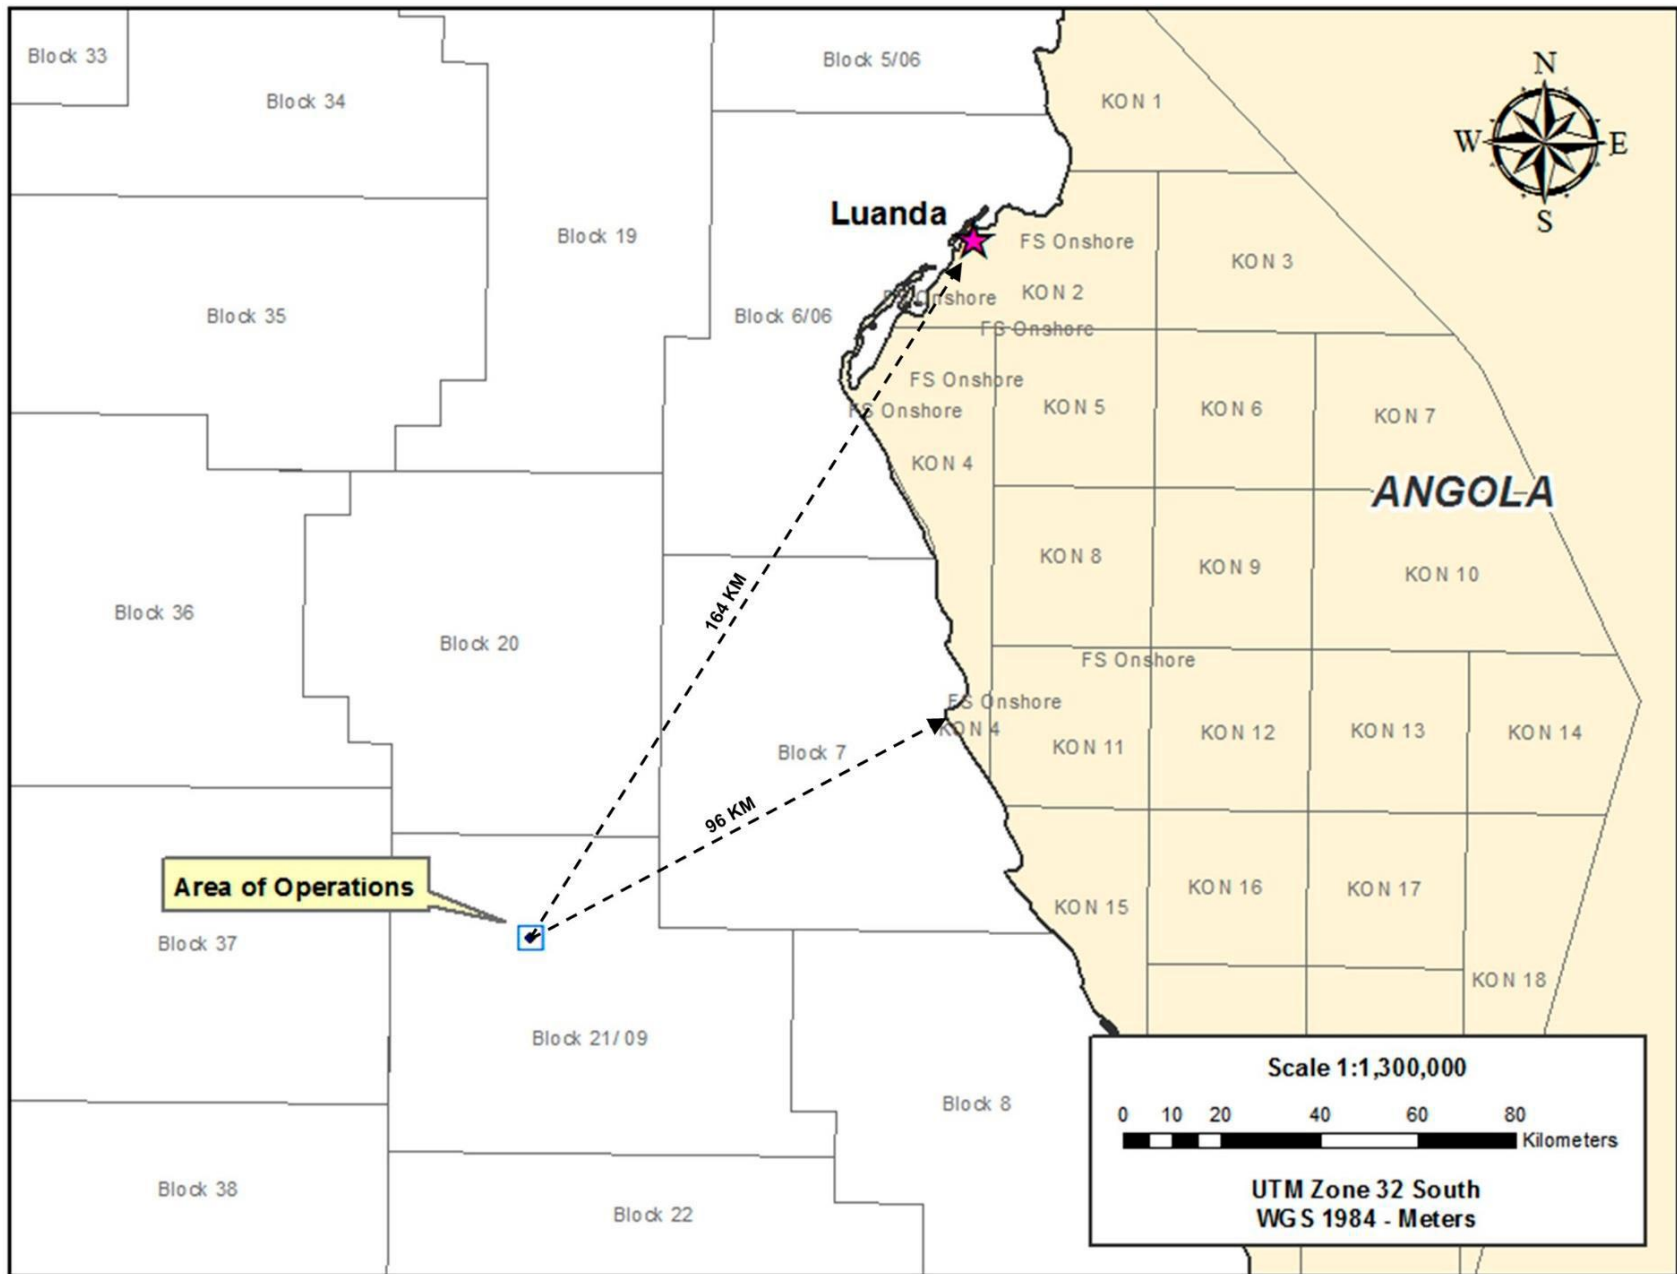 Block 33
Block 34
Block 5/06
KON 1
N
W
E
S
Luanda
Block 19
FS Onshore
KON 3
KON 2
FS Onshore
Block 35
Block 6/06
FS Onshore
FS Onshore
FS Onshore
KON 5
KON 6
KON 7
KON 4
ANGOLA
KON 8
KON 9
KON 10
164 KM
Block 36
Block 20
FS Onshore
FS Onshore
KON 4
Block 7
KON 11
KON 12
KON 13
KON 14
96 KM
Area of Operations
KON 15
KON 16
KON 17
Block 37
KON 18
Block 21/09
Block 8
Scale 1:1,300,000
0 10 20 40 60 80
Kilometers
UTM Zone 32 South
WGS 1984 - Meters
Block 38
Block 22